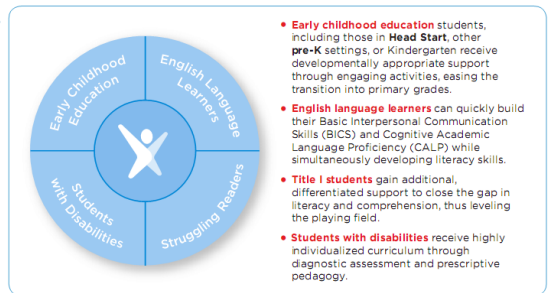 Early Childhood
Education
English Language
Learners
Students
with Disabilities
Struggling Readers
• Early childhood education students,
including those in Head Start, other
pre-K settings, or Kindergarten receive
developmentally appropriate support
through engaging activities, easing the
transition into primary grades.
• English language learners can quickly build
their Basic Interpersonal Communication
Skills (BICS) and Cognitive Academic
Language Proficiency (CALP) while
simultaneously developing literacy skills.
• Title I students gain additional,
differentiated support to close the gap in
literacy and comprehension, thus leveling
the playing field.
• Students with disabilities receive highly
individualized curriculum through
diagnostic assessment and prescriptive
pedagogy.